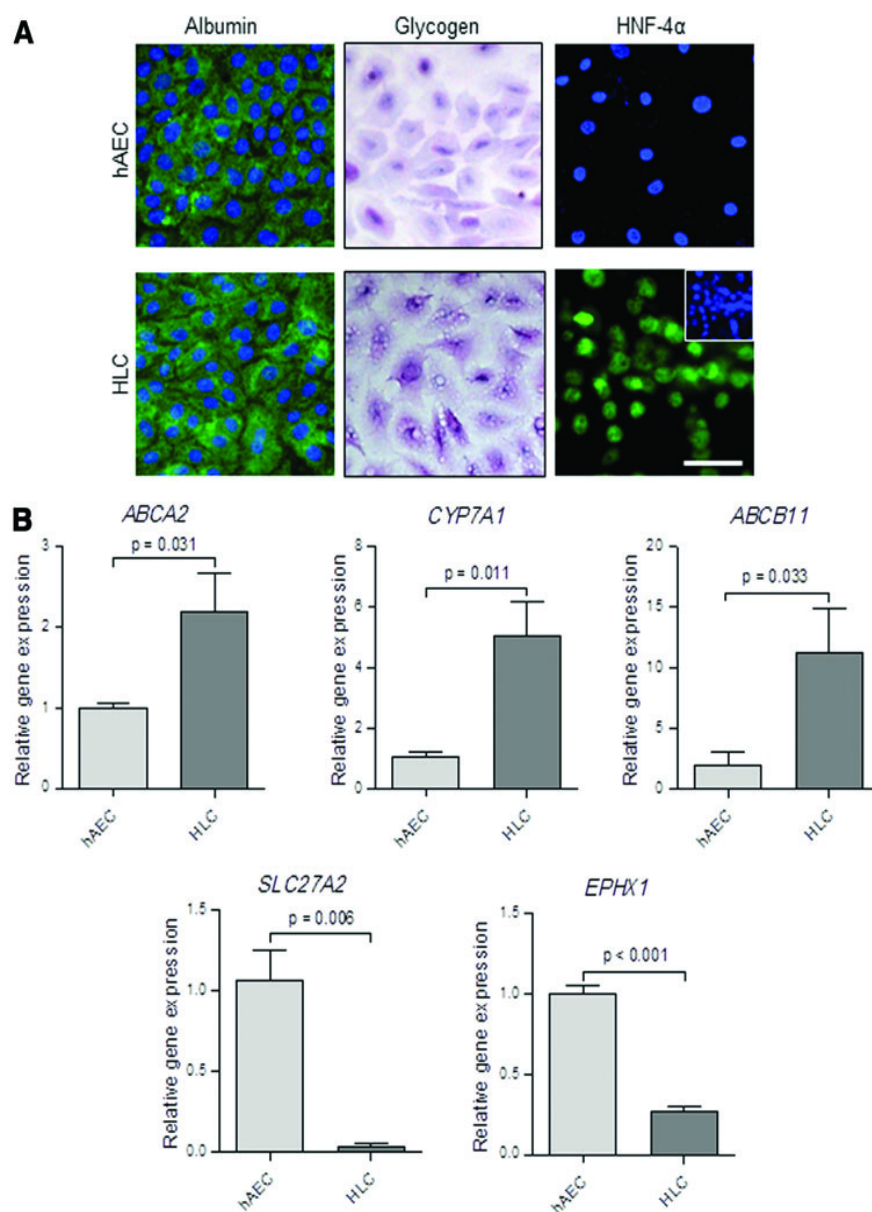 A
Albumin
Glycogen
HNF-4α
hAEC
HLC
B
ABCA2
Relative gene expression
3
2
1
0
p = 0.031
hAEC
HLC
CYP7A1
Relative gene expression
8
6
4
2
0
p = 0.011
hAEC
HLC
ABCB11
Relative gene expression
20
15
10
5
0
p = 0.033
hAEC
HLC
SLC27A2
Relative gene expression
1.5
1.0
0.5
0.0
p = 0.006
hAEC
HLC
EPHX1
Relative gene expression
1.5
1.0
0.5
0.0
p < 0.001
hAEC
HLC